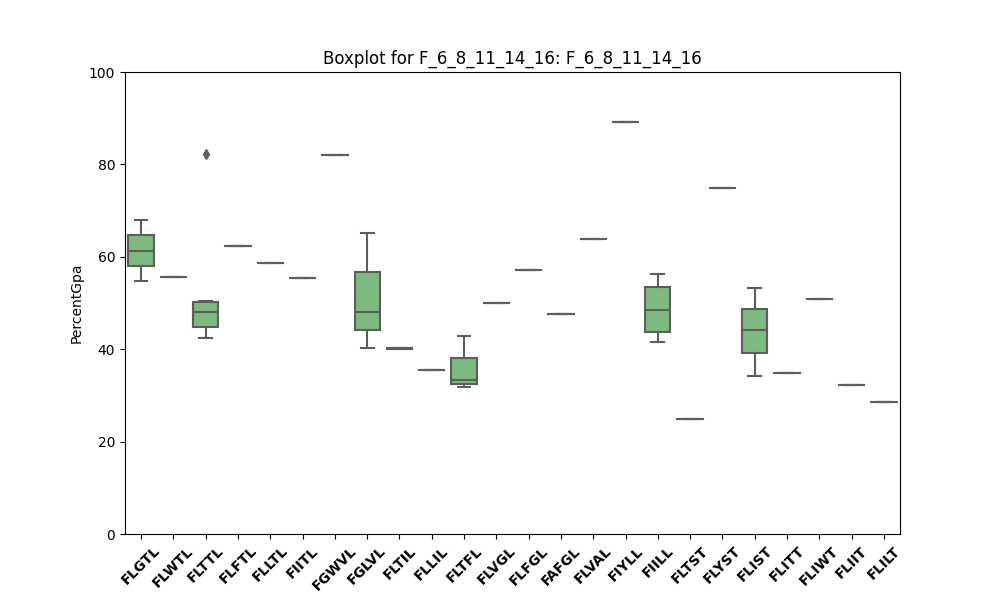 Boxplot for F_6_8_11_14_16: F_6_8_11_14_16
PercentGpa
100
80
60
40
20
0
FLGTL
FLWTL
FLTTL
FLFTL
FLLTL
FIITL
FGWVL
FGLVL
FLTIL
FLLIL
FLTFL
FLVGL
FLFGL
FAFGL
FLVAL
FIYLL
FIILL
FLTST
FLYST
FLIST
FLITT
FLIWT
FLIIT
FLILT